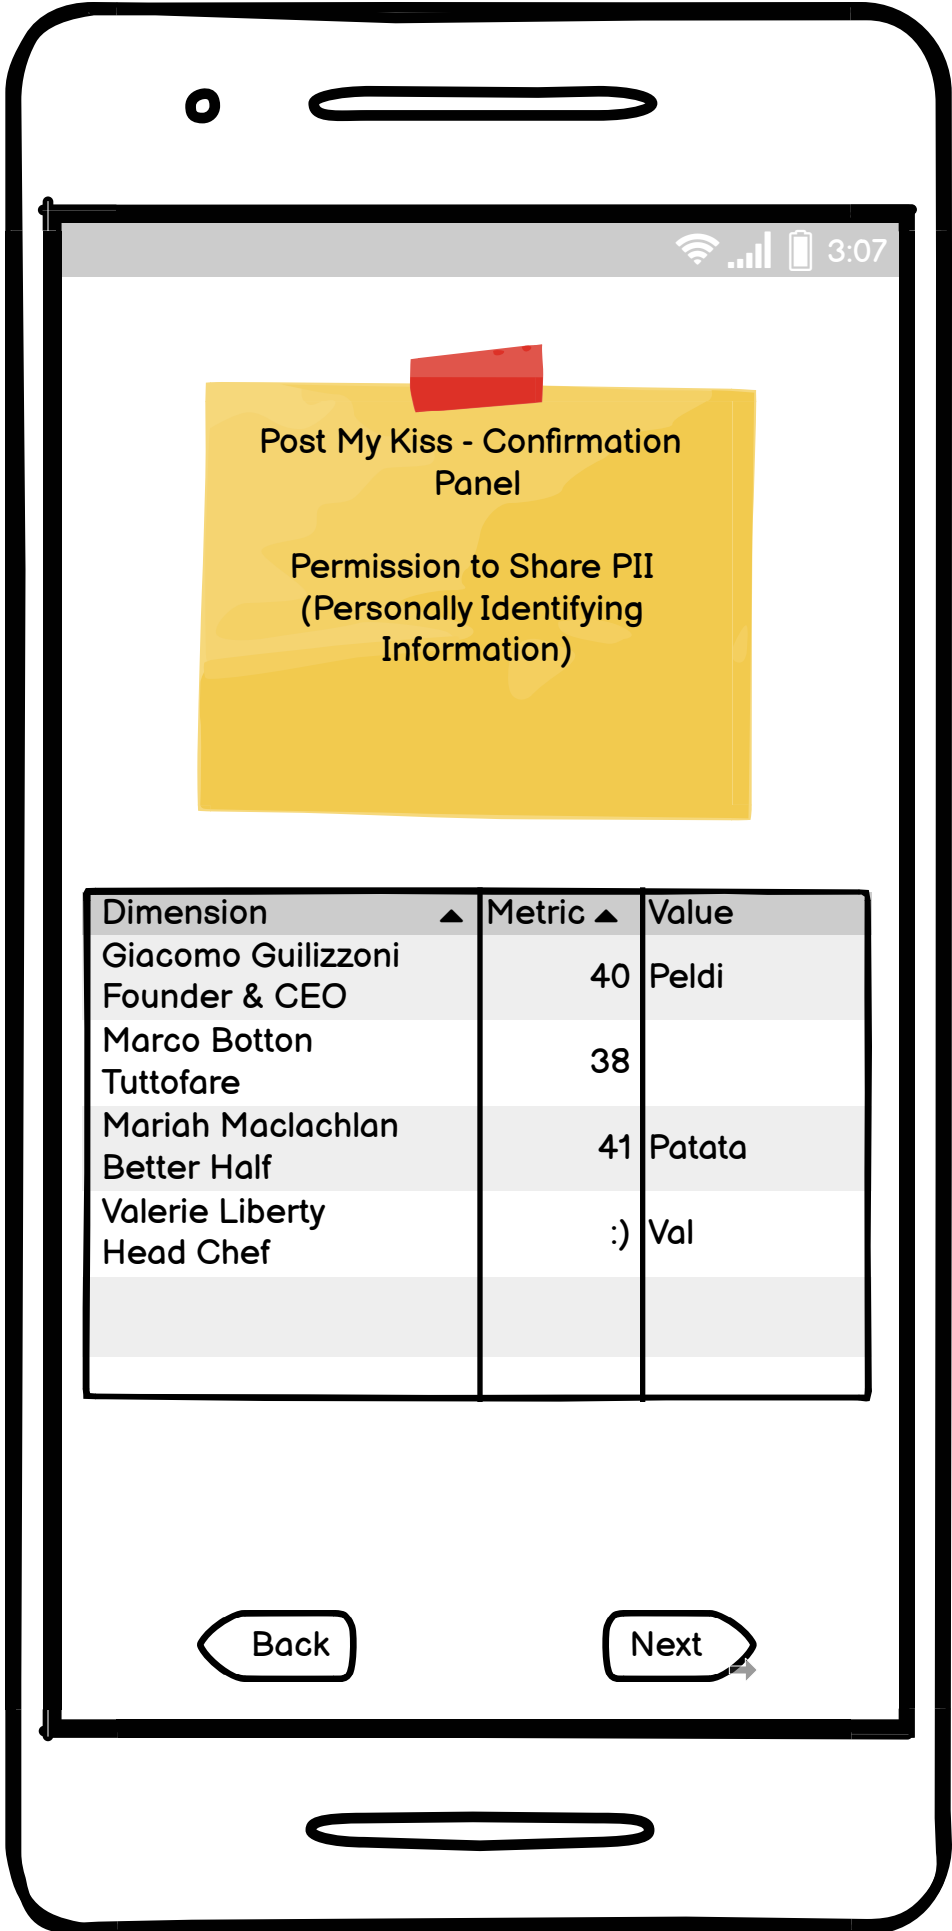 3:07
Post My Kiss - Confirmation
Panel
Permission to Share PII
(Personally Identifying
Information)
Dimension Metric Value
Giacomo Guilizzoni
Founder & CEO
40 Peldi
Marco Botton
Tuttofare
38
Mariah Maclachlan
Better Half
41 Patata
Valerie Liberty
Head Chef
:) Val
Back Next